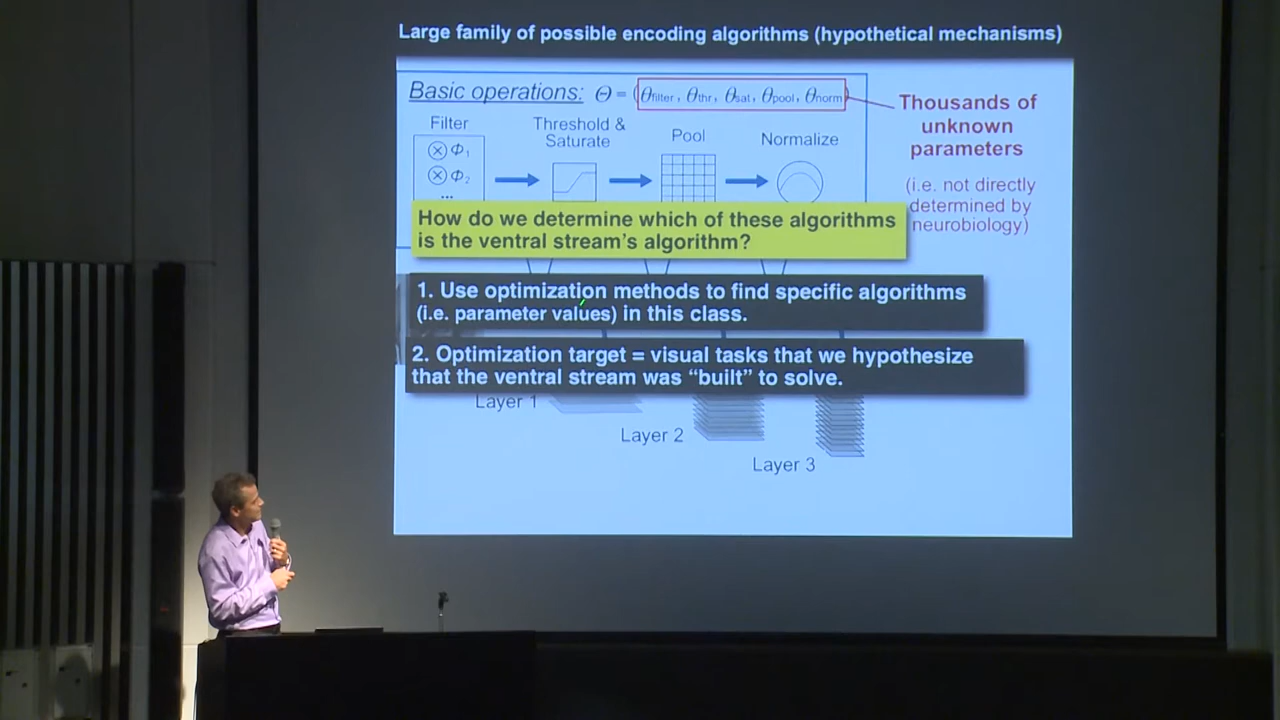 Large family of possible encoding algorithms (hypothetical mechanisms)
Basic operations: Θ = (θfilter, θthr, θsat, θpool, θnorm)
Thousands of
unknown
parameters
(i.e. not directly
determined by
neurobiology)
Filter
Threshold &
Saturate
Pool
Normalize
⊗ Φ1
⊗ Φ2
...
How do we determine which of these algorithms
is the ventral stream's algorithm?
1. Use optimization methods to find specific algorithms
(i.e. parameter values) in this class.
2. Optimization target = visual tasks that we hypothesize
that the ventral stream was “built” to solve.
Layer 1
Layer 2
Layer 3